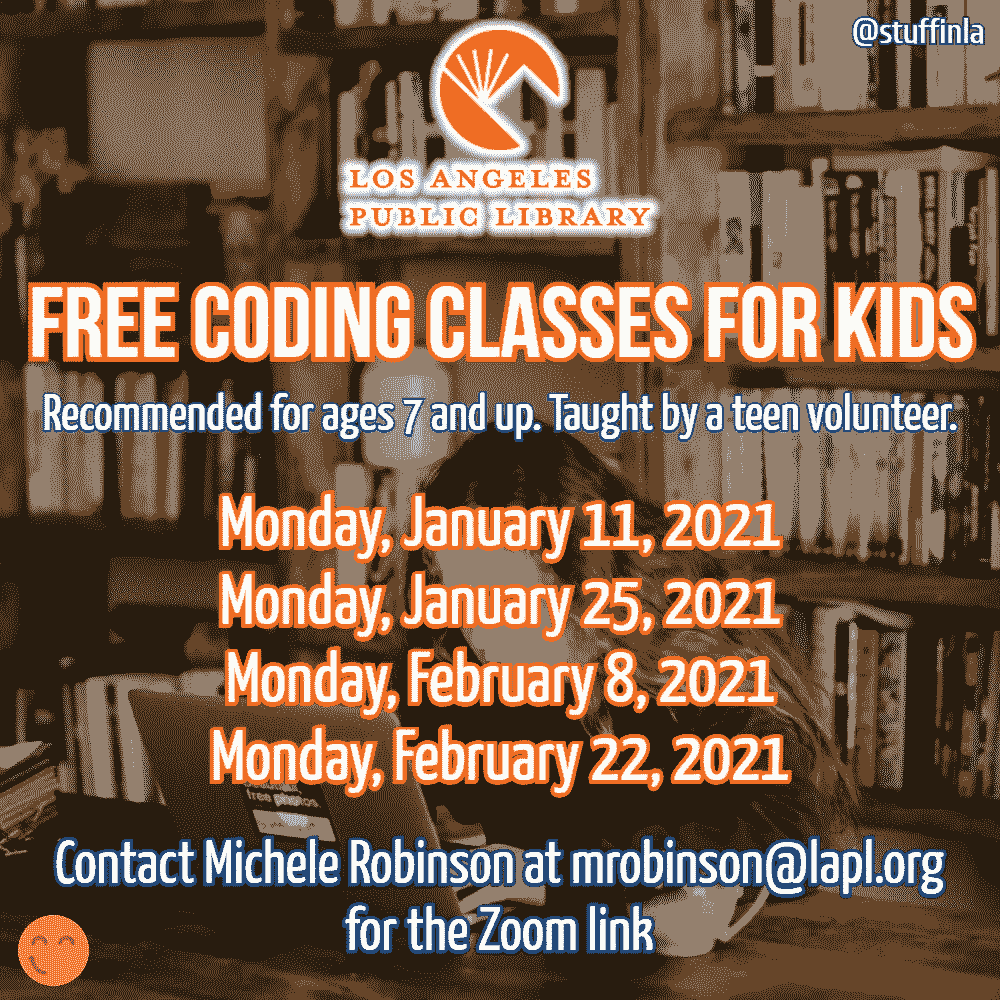 @stuffinla
LOS ANGELES
PUBLIC LIBRARY
FREE CODING CLASSES FOR KIDS
Recommended for ages 7 and up. Taught by a teen volunteer.
Monday, January 11, 2021
Monday, January 25, 2021
Monday, February 8, 2021
Monday, February 22, 2021
free photos
Contact Michele Robinson at mrobinson@lapl.org
for the Zoom link